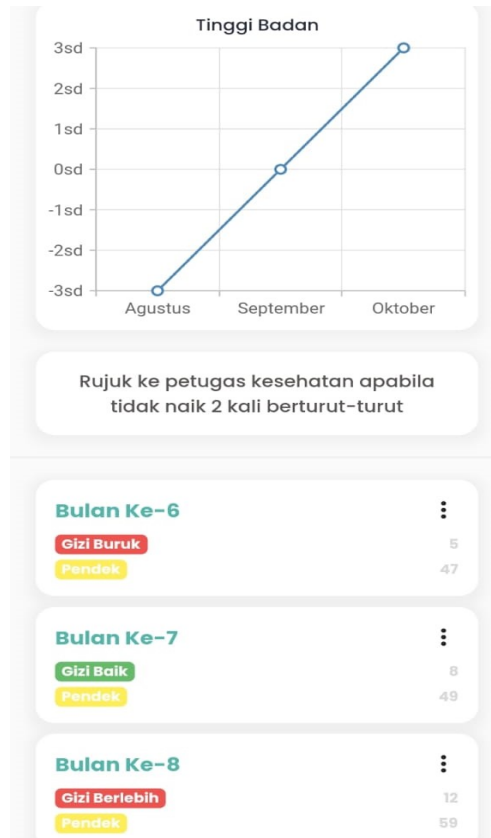 Tinggi Badan
3sd
2sd
1sd
0sd
-1sd
-2sd
-3sd
Agustus September Oktober
Rujuk ke petugas kesehatan apabila
tidak naik 2 kali berturut-turut
Bulan Ke-6
Gizi Buruk 5
Pendek 47
Bulan Ke-7
Gizi Baik 8
Pendek 49
Bulan Ke-8
Gizi Berlebih 12
Pendek 59